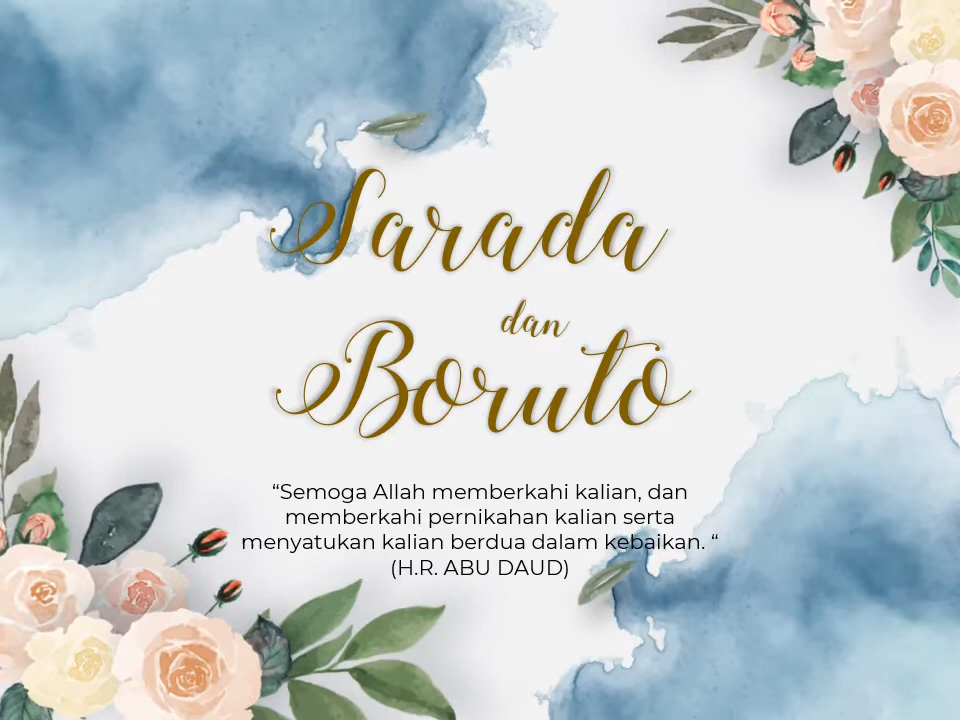 Sarada
dan
Boruto
“Semoga Allah memberkahi kalian, dan
memberkahi pernikahan kalian serta
menyatukan kalian berdua dalam kebaikan. “
(H.R. ABU DAUD)